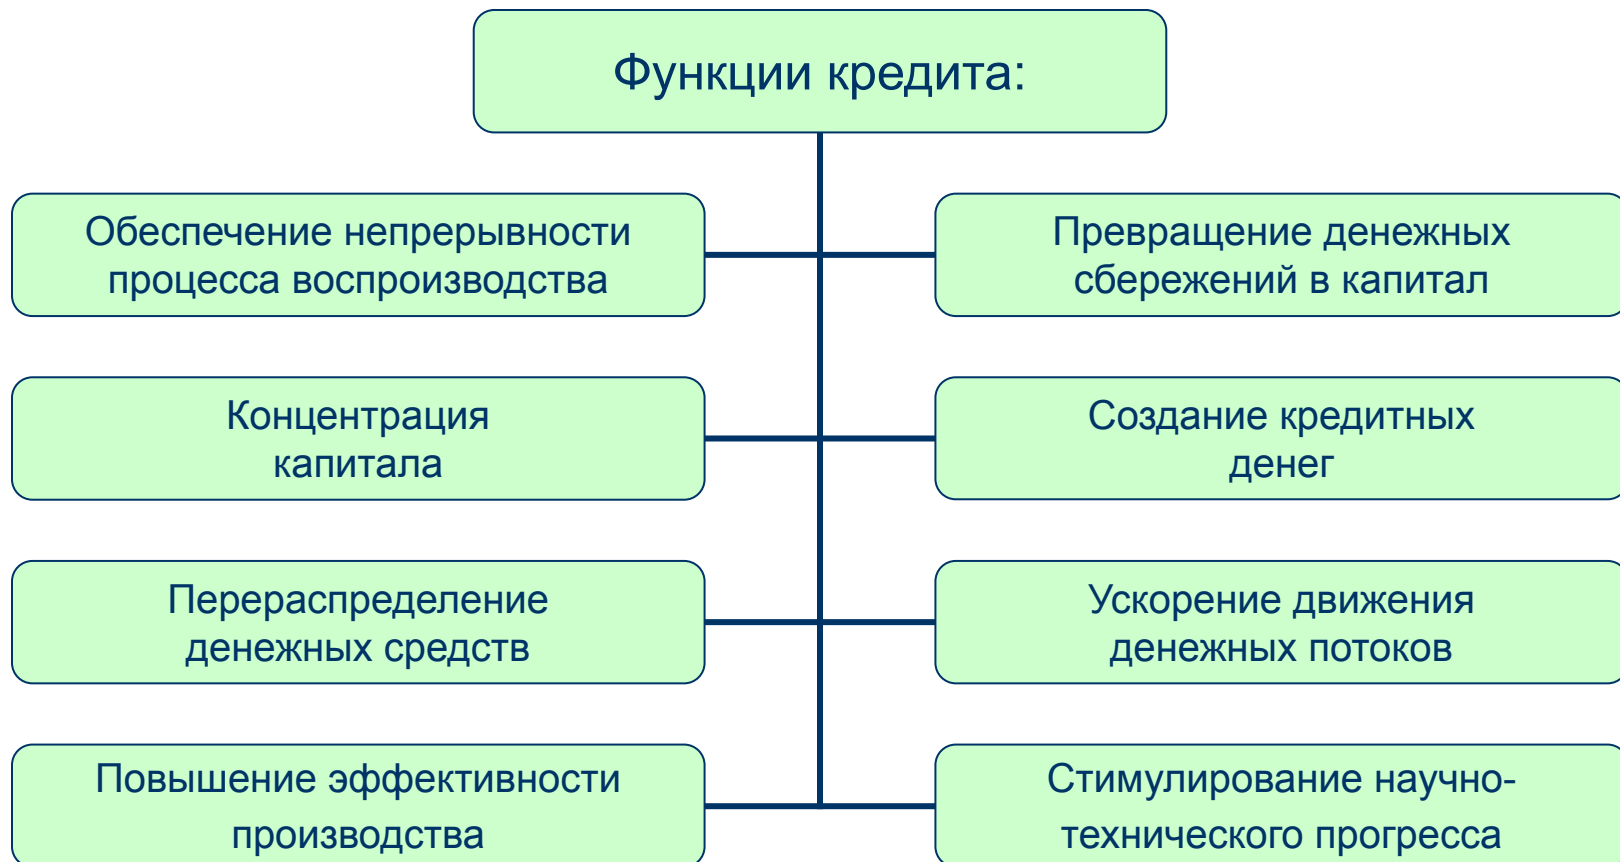 Функции кредита:
Обеспечение непрерывности
процесса воспроизводства
Превращение денежных
сбережений в капитал
Концентрация
капитала
Создание кредитных
денег
Перераспределение
денежных средств
Ускорение движения
денежных потоков
Повышение эффективности
производства
Стимулирование научно-
технического прогресса